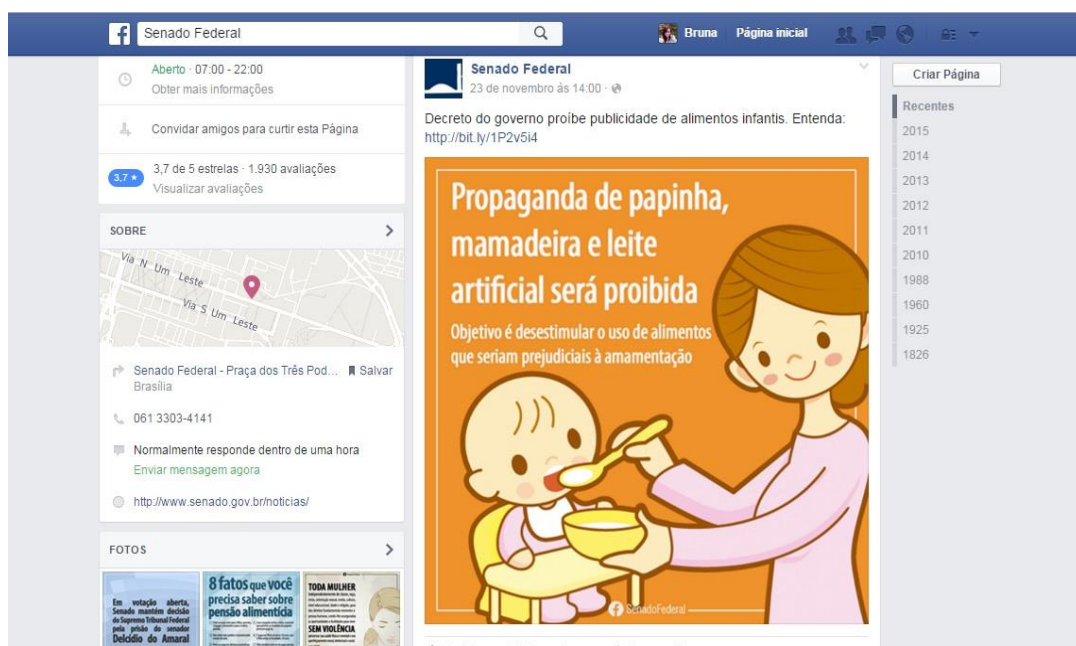 Senado Federal
Bruna
Página inicial
Aberto · 07:00 - 22:00
Obter mais informações
Convidar amigos para curtir esta Página
3,7 ★
3,7 de 5 estrelas · 1.930 avaliações
Visualizar avaliações
SOBRE
Via N Um Leste
Via S Um Leste
Senado Federal - Praça dos Três Pod...
Salvar
Brasília
061 3303-4141
Normalmente responde dentro de uma hora
Enviar mensagem agora
http://www.senado.gov.br/noticias/
FOTOS
Em votação aberta,
Senado mantém decisão
do Supremo Tribunal Federal
pela prisão do senador
Delcídio do Amaral
8 fatos que você
precisa saber sobre
pensão alimentícia
TODA MULHER
SEM VIOLÊNCIA
Senado Federal
23 de novembro às 14:00
Decreto do governo proíbe publicidade de alimentos infantis. Entenda:
http://bit.ly/1P2v5i4
Propaganda de papinha,
mamadeira e leite
artificial será proibida
Objetivo é desestimular o uso de alimentos
que seriam prejudiciais à amamentação
SenadoFederal
Criar Página
Recentes
2015
2014
2013
2012
2011
2010
1988
1960
1925
1826